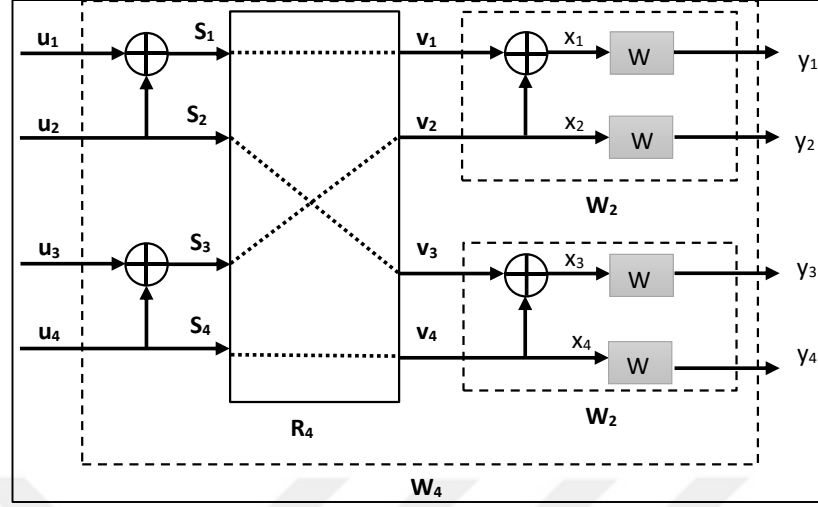 u₁ S₁ v₁ x₁ W y₁
u₂ S₂ v₂ x₂ W y₂
W₂
u₃ S₃ v₃ x₃ W y₃
u₄ S₄ v₄ x₄ W y₄
R₄ W₂
W₄